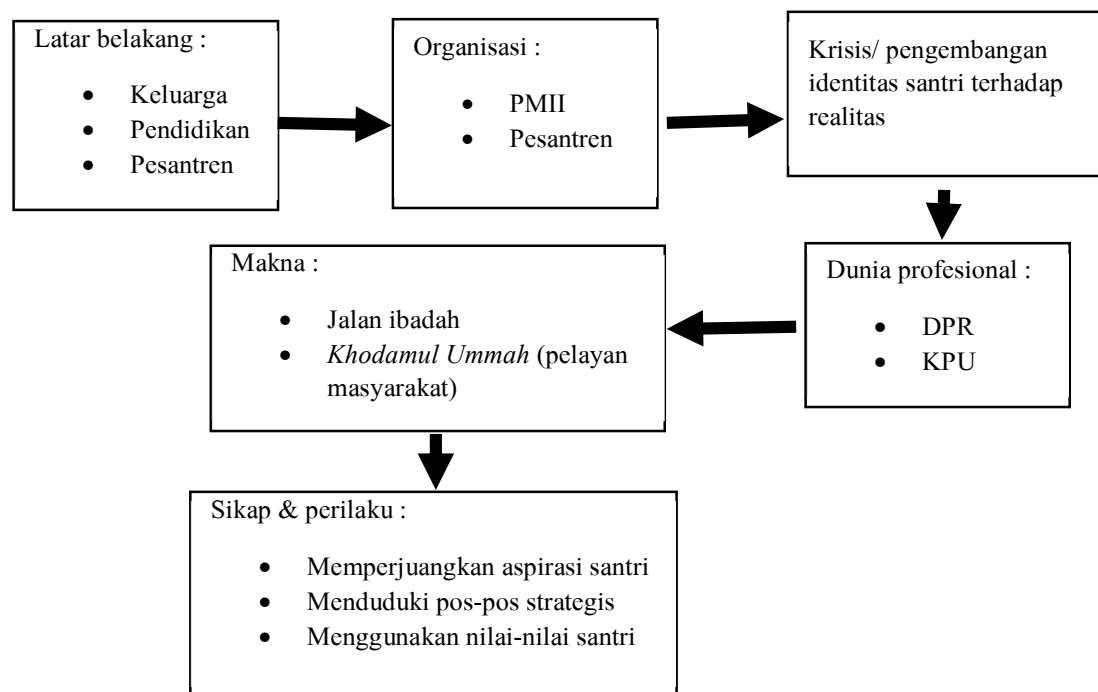 Latar belakang :
• Keluarga
• Pendidikan
• Pesantren
Organisasi :
• PMII
• Pesantren
Krisis/ pengembangan
identitas santri terhadap
realitas
Dunia profesional :
• DPR
• KPU
Makna :
• Jalan ibadah
• Khodamul Ummah (pelayan
masyarakat)
Sikap & perilaku :
• Memperjuangkan aspirasi santri
• Menduduki pos-pos strategis
• Menggunakan nilai-nilai santri